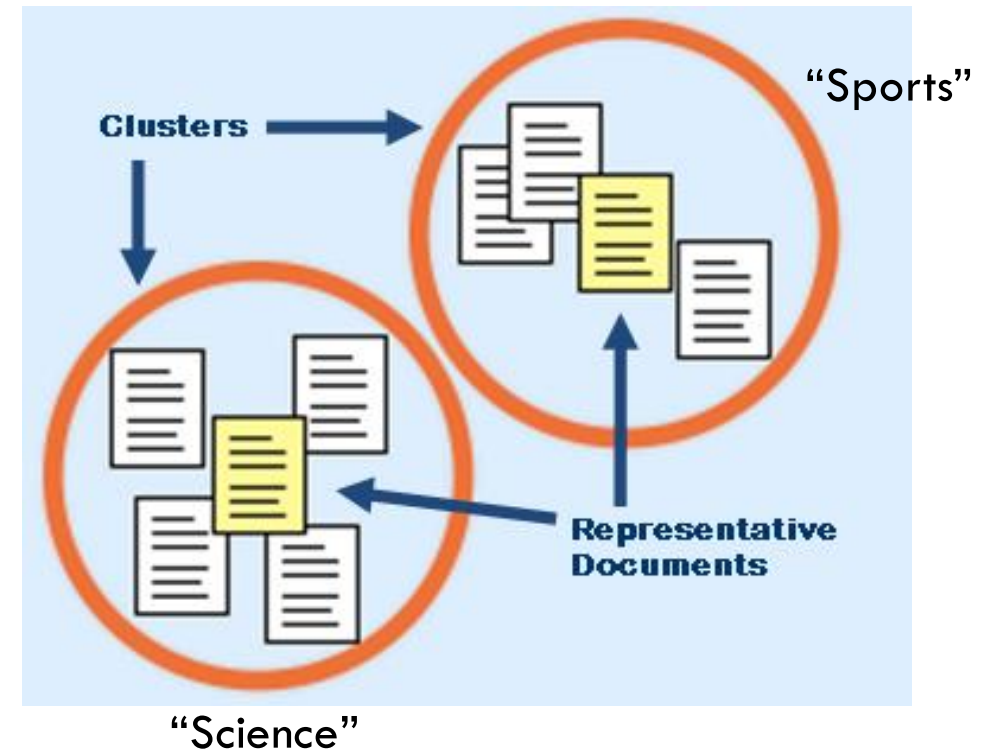 “Sports”
Clusters
Representative
Documents
“Science”